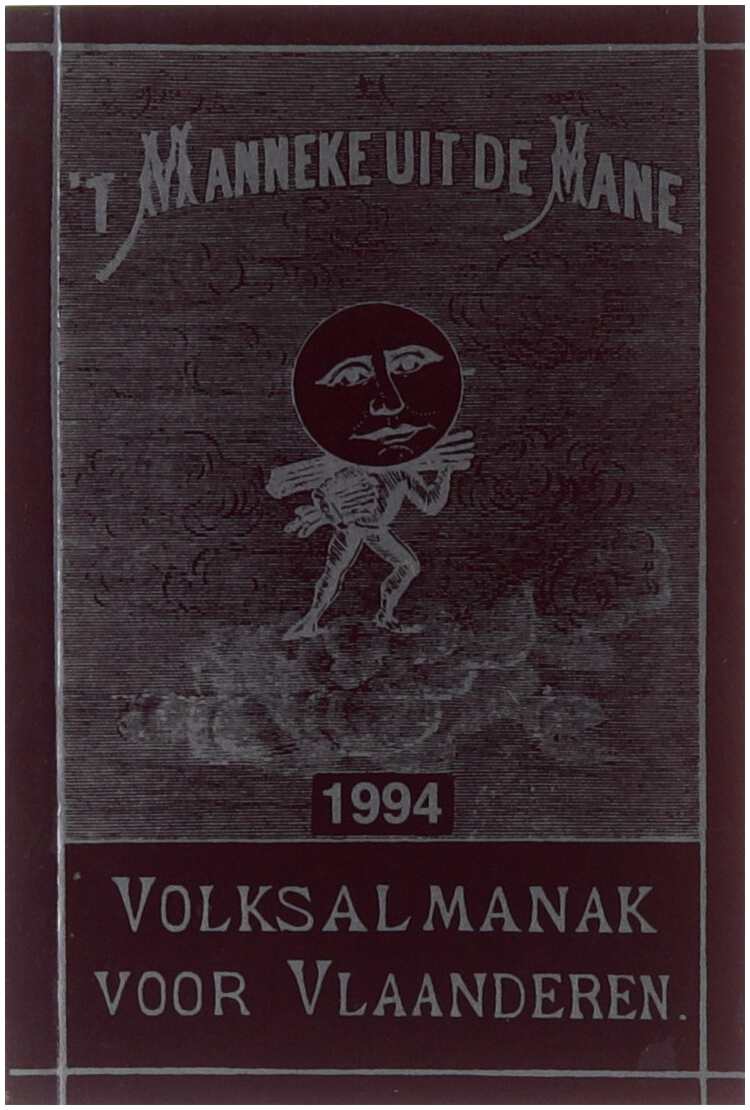 'T MANNEKE UIT DE MANE
1994
VOLKSALMANAK
VOOR VLAANDEREN.